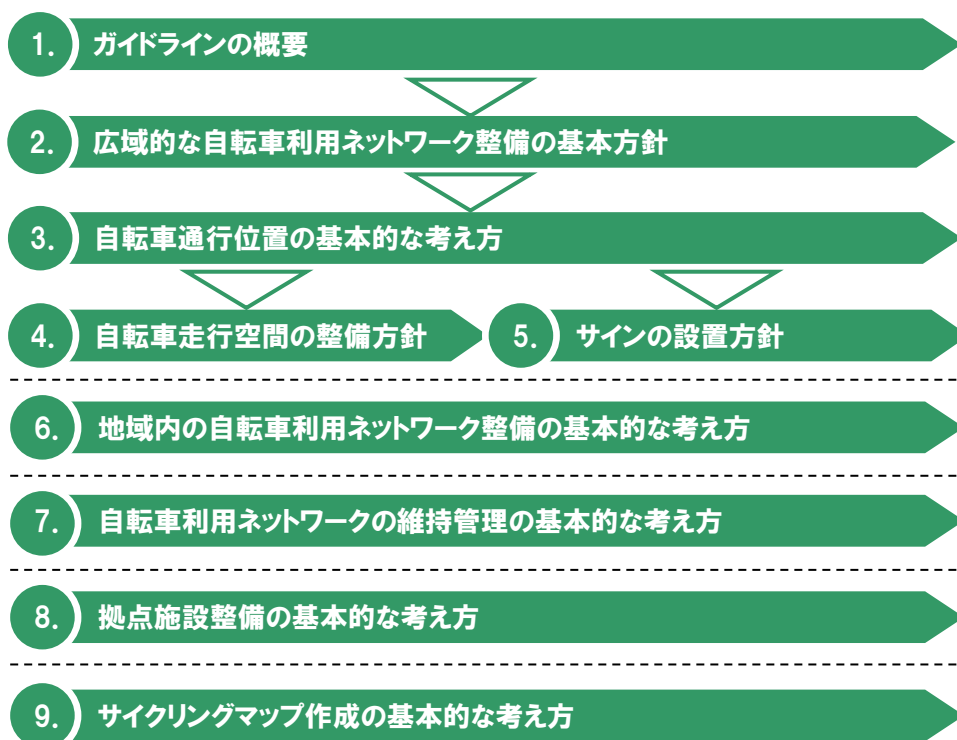 1. ガイドラインの概要
2. 広域的な自転車利用ネットワーク整備の基本方針
3. 自転車通行位置の基本的な考え方
4. 自転車走行空間の整備方針
5. サインの設置方針
6. 地域内の自転車利用ネットワーク整備の基本的な考え方
7. 自転車利用ネットワークの維持管理の基本的な考え方
8. 拠点施設整備の基本的な考え方
9. サイクリングマップ作成の基本的な考え方